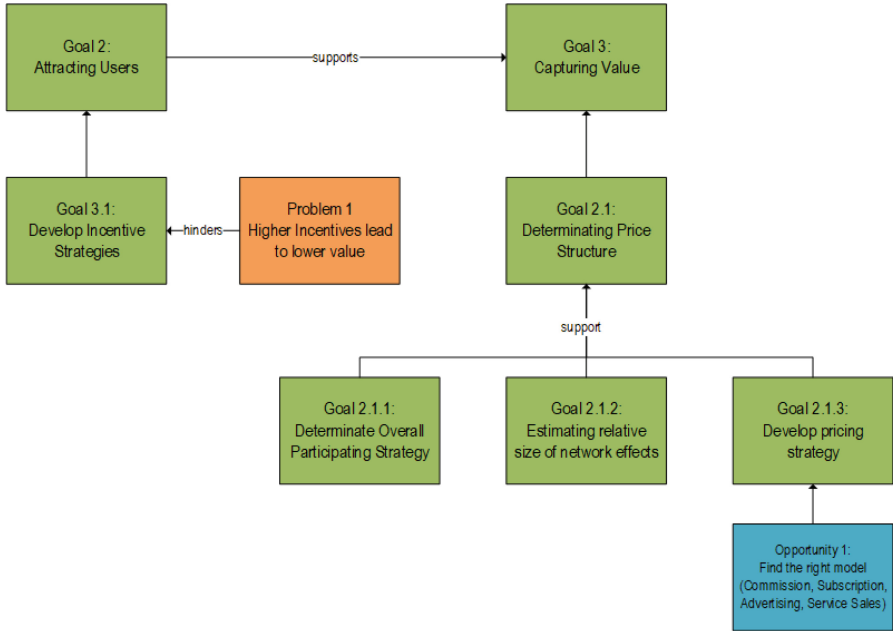 Goal 2:
Attracting Users
supports
Goal 3:
Capturing Value
Goal 3.1:
Develop Incentive
Strategies
hinders
Problem 1
Higher Incentives lead
to lower value
Goal 2.1:
Determinating Price
Structure
support
Goal 2.1.1:
Determinate Overall
Participating Strategy
Goal 2.1.2:
Estimating relative
size of network effects
Goal 2.1.3:
Develop pricing
strategy
Opportunity 1:
Find the right model
(Commission, Subscription,
Advertising, Service Sales)